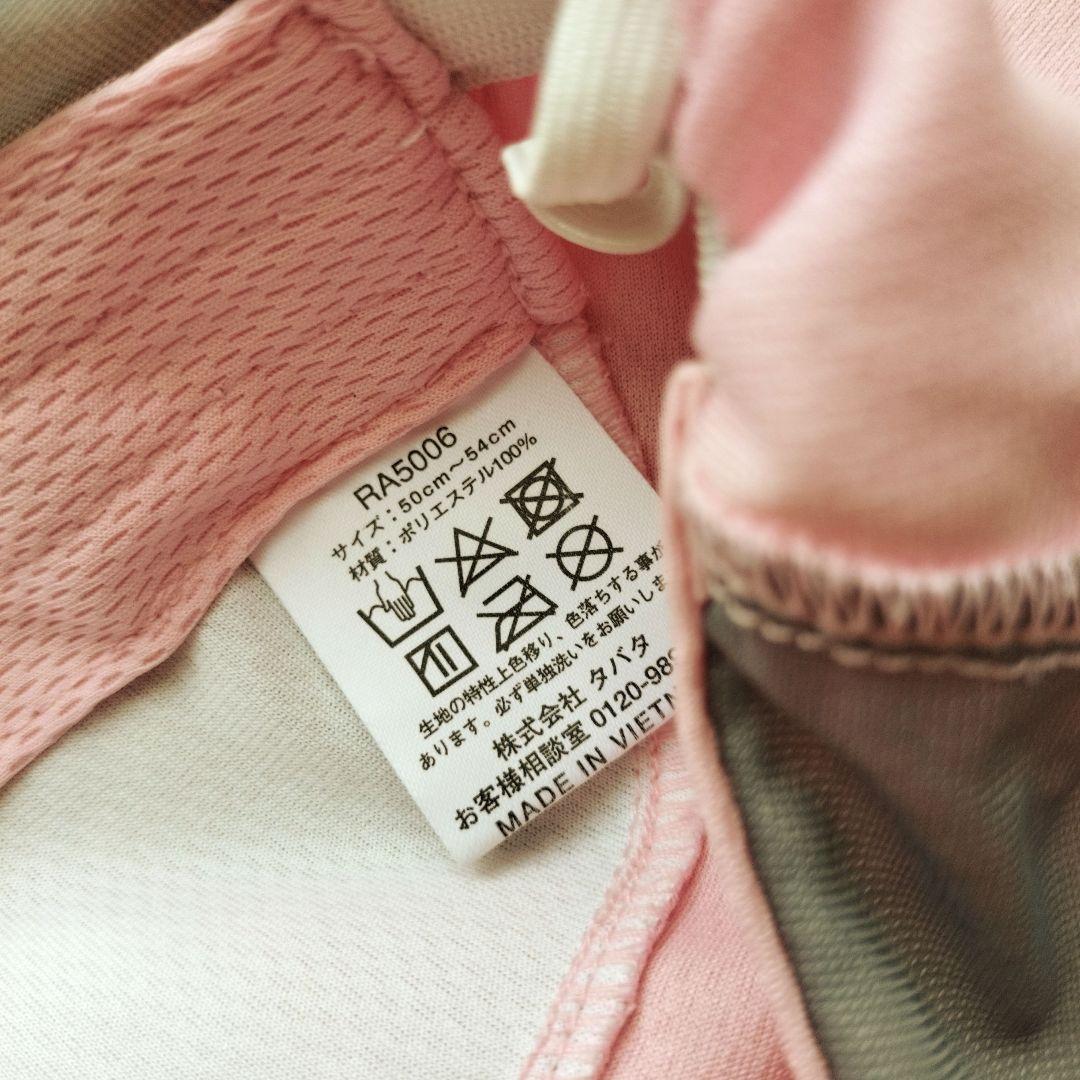 RA5006
サイズ：50cm～54cm
材質：ポリエステル100%
生地の特性上色移り、色落ちする事が
あります。必ず単独洗いをお願いしま
株式会社 タバタ
お客様相談室 0120-989
MADE IN VIETN